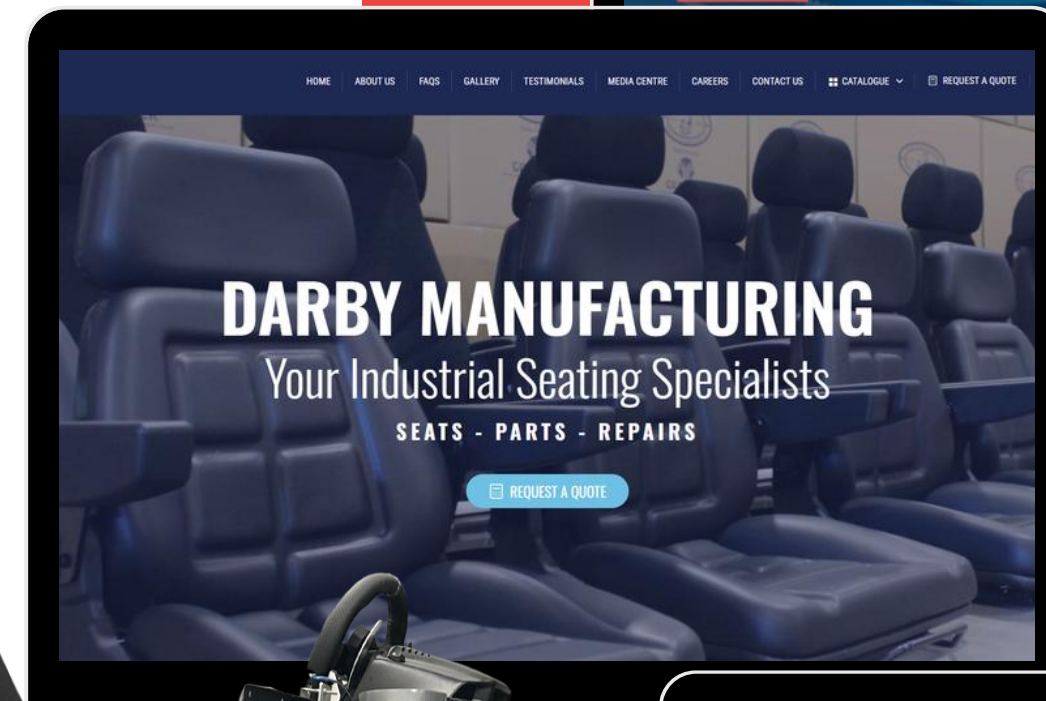 HOME ABOUT US FAQS GALLERY TESTIMONIALS MEDIA CENTRE CAREERS CONTACT US CATALOGUE REQUEST A QUOTE
DARBY MANUFACTURING
Your Industrial Seating Specialists
SEATS - PARTS - REPAIRS
REQUEST A QUOTE